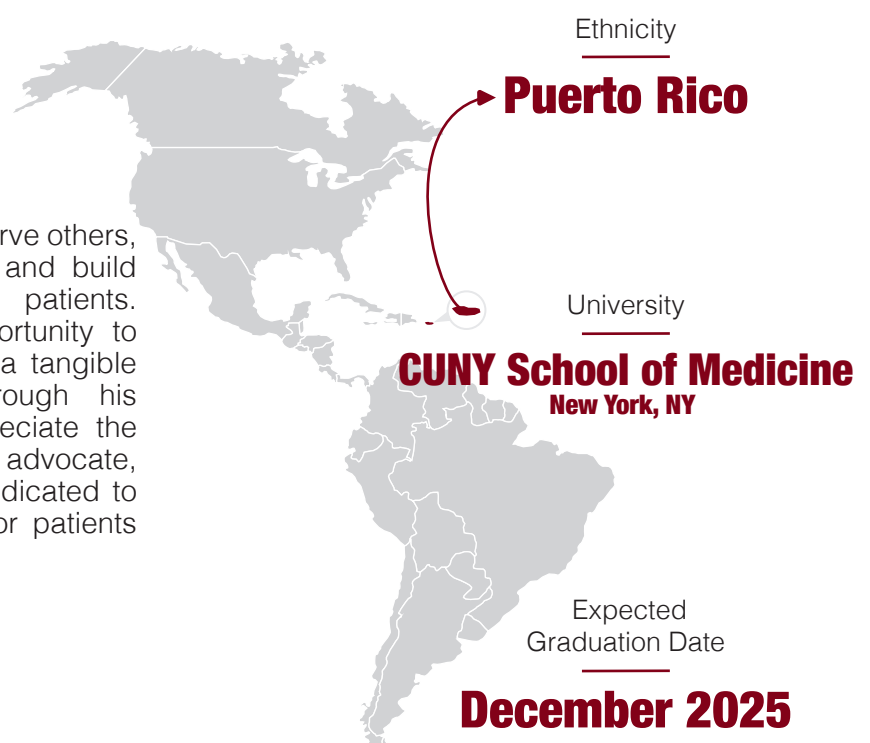 Ethnicity
Puerto Rico
rve others,
and build
patients.
ortunity to
a tangible
rough his
eciate the
advocate,
dicated to
or patients
University
CUNY School of Medicine
New York, NY
Expected
Graduation Date
December 2025